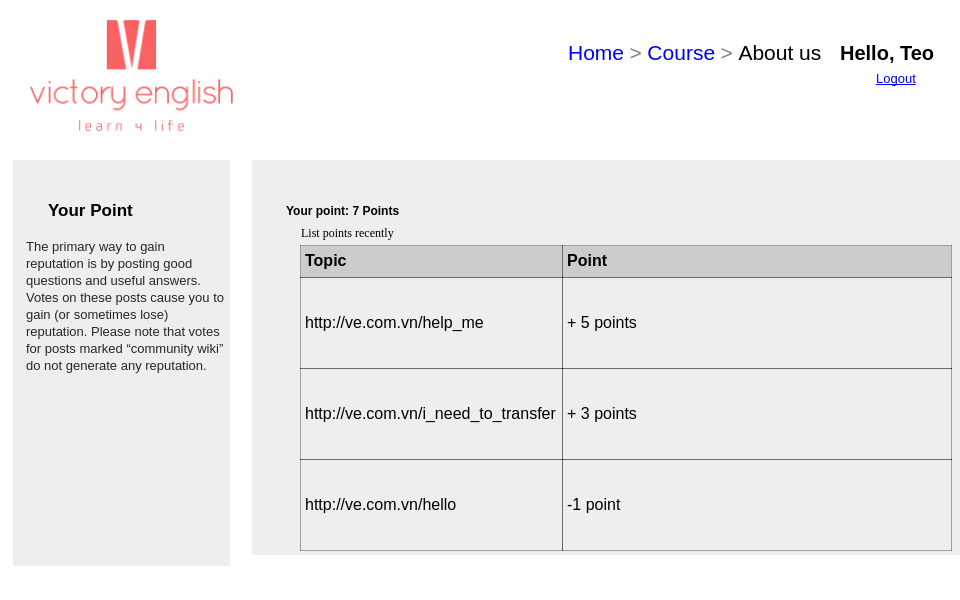 victory english
learn 4 life
Home > Course > About us Hello, Teo
Logout
Your Point
The primary way to gain
reputation is by posting good
questions and useful answers.
Votes on these posts cause you to
gain (or sometimes lose)
reputation. Please note that votes
for posts marked “community wiki”
do not generate any reputation.
Your point: 7 Points
List points recently
Topic Point
http://ve.com.vn/help_me + 5 points
http://ve.com.vn/i_need_to_transfer + 3 points
http://ve.com.vn/hello -1 point